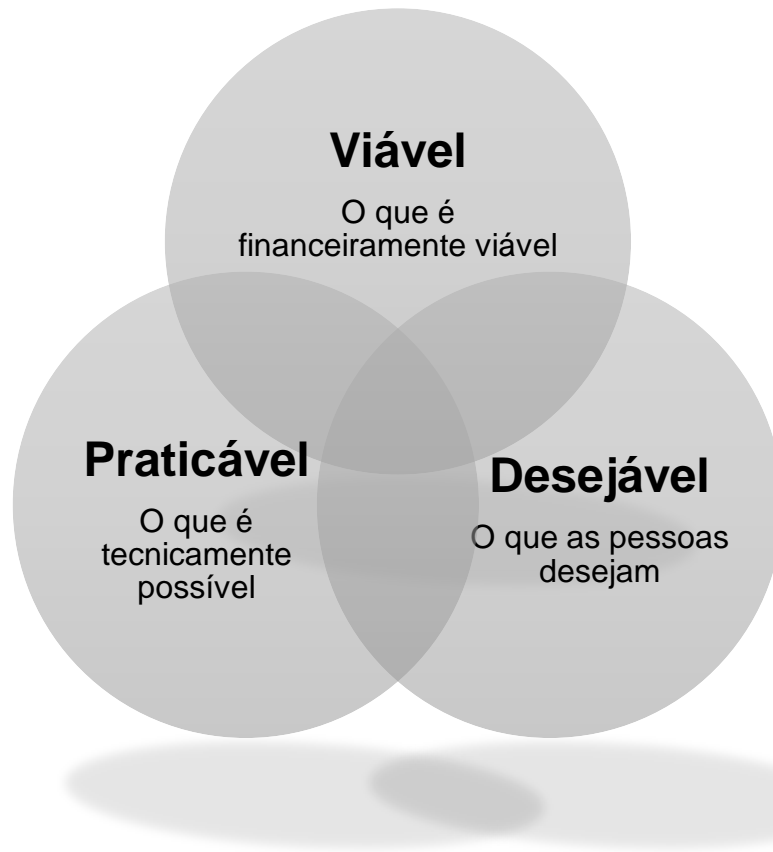 Viável
O que é
financeiramente viável
Praticável
O que é
tecnicamente
possível
Desejável
O que as pessoas
desejam